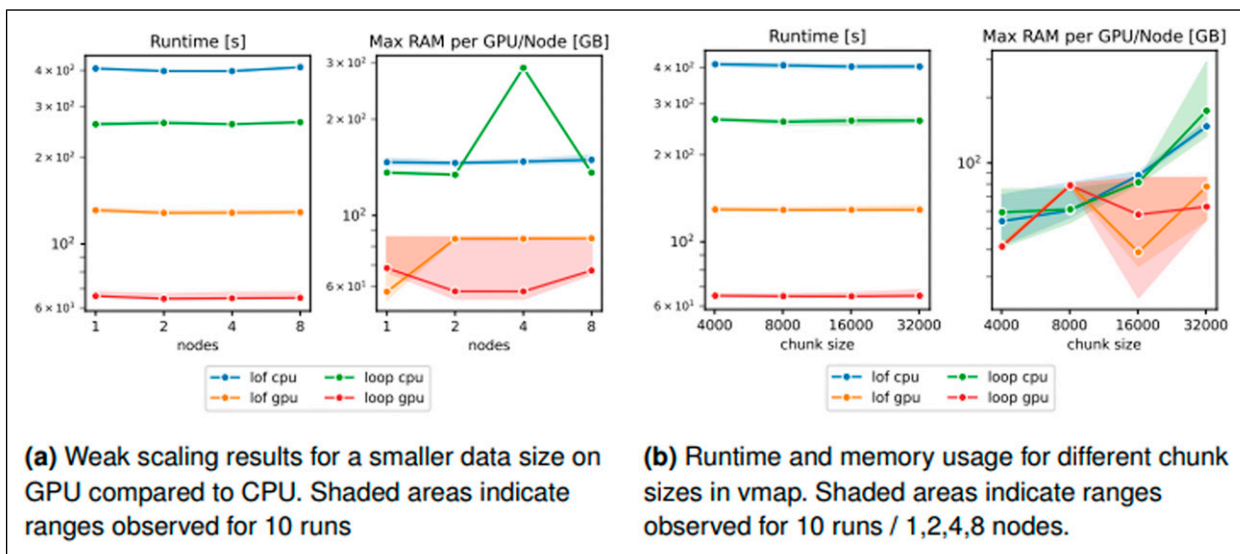 Runtime [s]
4 × 10²
3 × 10²
2 × 10²
10²
6 × 10¹
1 2 4 8
nodes
Max RAM per GPU/Node [GB]
3 × 10²
2 × 10²
10²
6 × 10¹
1 2 4 8
nodes
lof cpu loop cpu
lof gpu loop gpu
(a) Weak scaling results for a smaller data size on
GPU compared to CPU. Shaded areas indicate
ranges observed for 10 runs
Runtime [s]
4 × 10²
3 × 10²
2 × 10²
10²
6 × 10¹
4000 8000 16000 32000
chunk size
Max RAM per GPU/Node [GB]
10²
4000 8000 16000 32000
chunk size
lof cpu loop cpu
lof gpu loop gpu
(b) Runtime and memory usage for different chunk
sizes in vmap. Shaded areas indicate ranges
observed for 10 runs / 1,2,4,8 nodes.